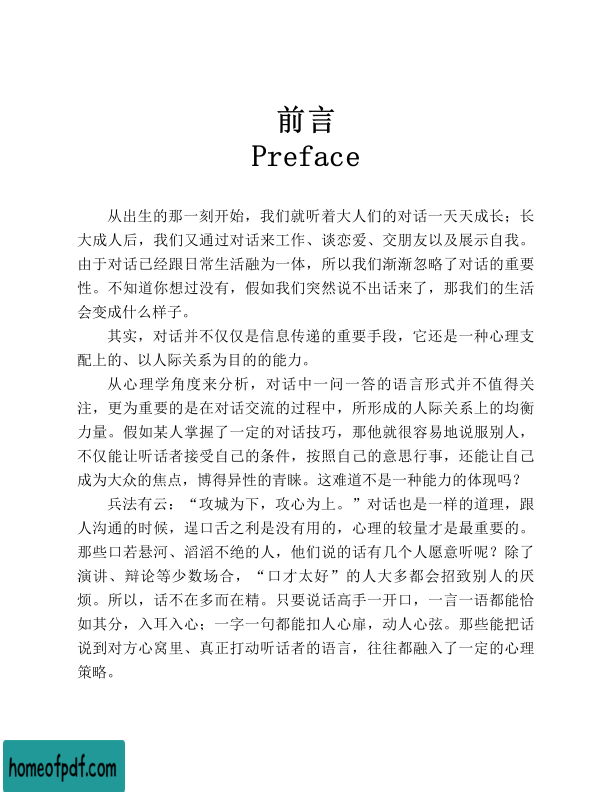 前言
Preface
从出生的那一刻开始，我们就听着大人们的对话一天天成长；长
大成人后，我们又通过对话来工作、谈恋爱、交朋友以及展示自我。
由于对话已经跟日常生活融为一体，所以我们渐渐忽略了对话的重要
性。不知道你想过没有，假如我们突然说不出话来了，那我们的生活
会变成什么样子。
其实，对话并不仅仅是信息传递的重要手段，它还是一种心理支
配上的、以人际关系为目的的能力。
从心理学角度来分析，对话中一问一答的语言形式并不值得关
注，更为重要的是在对话交流的过程中，所形成的人际关系上的均衡
力量。假如某人掌握了一定的对话技巧，那他就很容易地说服别人，
不仅能让听话者接受自己的条件，按照自己的意思行事，还能让自己
成为大众的焦点，博得异性的青睐。这难道不是一种能力的体现吗？
兵法有云：“攻城为下，攻心为上。”对话也是一样的道理，跟
人沟通的时候，逞口舌之利是没有用的，心理的较量才是最重要的。
那些口若悬河、滔滔不绝的人，他们说的话有几个人愿意听呢？除了
演讲、辩论等少数场合，“口才太好”的人大多都会招致别人的厌
烦。所以，话不在多而在精。只要说话高手一开口，一言一语都能恰
如其分，入耳入心；一字一句都能扣人心扉，动人心弦。那些能把话
说到对方心窝里、真正打动听话者的语言，往往都融入了一定的心理
策略。
homeofpdf.com